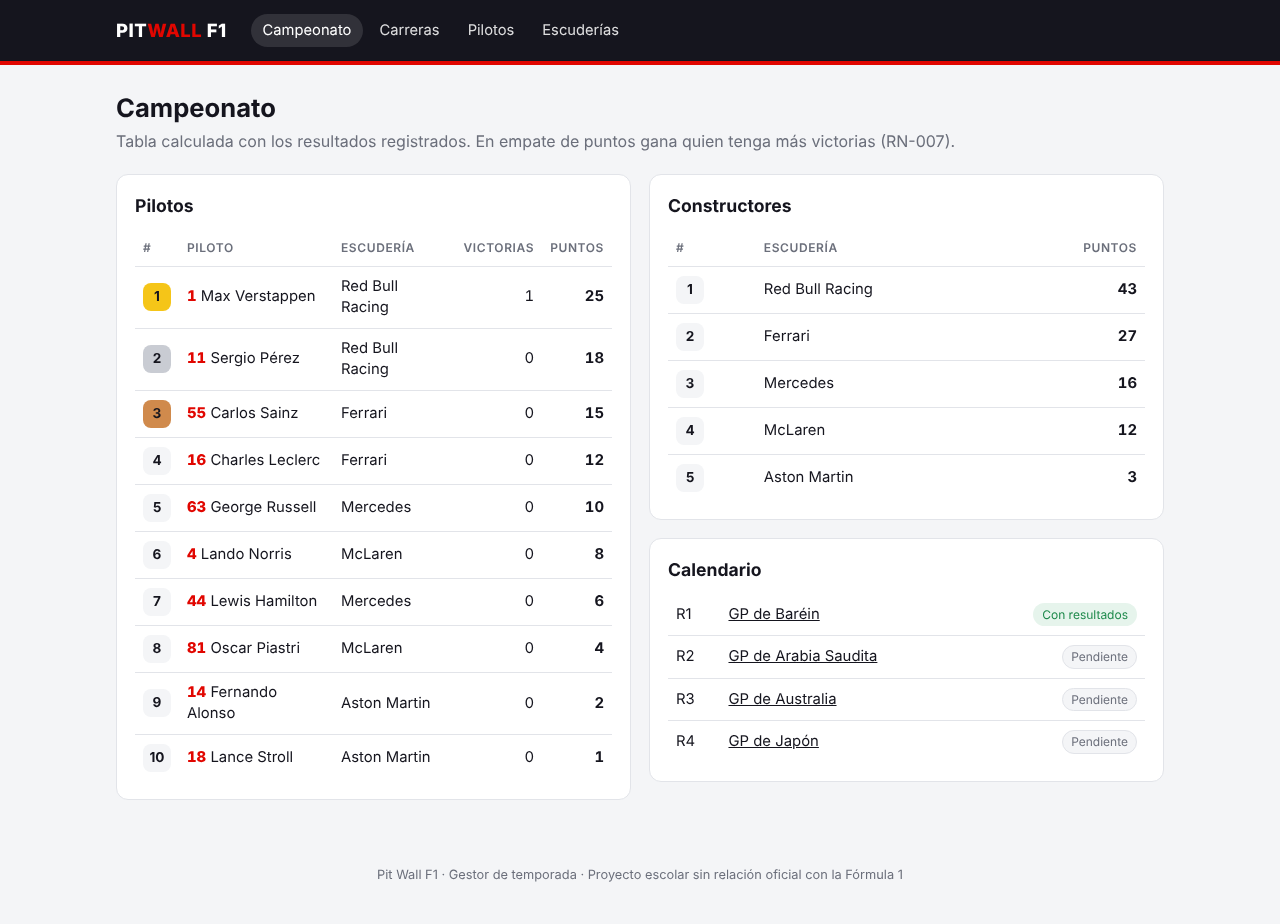 PITWALL F1 Campeonato Carreras Pilotos Escuderías
Campeonato
Tabla calculada con los resultados registrados. En empate de puntos gana quien tenga más victorias (RN-007).
Pilotos
# PILOTO ESCUDERÍA VICTORIAS PUNTOS
1 1 Max Verstappen Red Bull Racing 1 25
2 11 Sergio Pérez Red Bull Racing 0 18
3 55 Carlos Sainz Ferrari 0 15
4 16 Charles Leclerc Ferrari 0 12
5 63 George Russell Mercedes 0 10
6 4 Lando Norris McLaren 0 8
7 44 Lewis Hamilton Mercedes 0 6
8 81 Oscar Piastri McLaren 0 4
9 14 Fernando Alonso Aston Martin 0 2
10 18 Lance Stroll Aston Martin 0 1
Constructores
# ESCUDERÍA PUNTOS
1 Red Bull Racing 43
2 Ferrari 27
3 Mercedes 16
4 McLaren 12
5 Aston Martin 3
Calendario
R1 GP de Baréin Con resultados
R2 GP de Arabia Saudita Pendiente
R3 GP de Australia Pendiente
R4 GP de Japón Pendiente
Pit Wall F1 · Gestor de temporada · Proyecto escolar sin relación oficial con la Fórmula 1